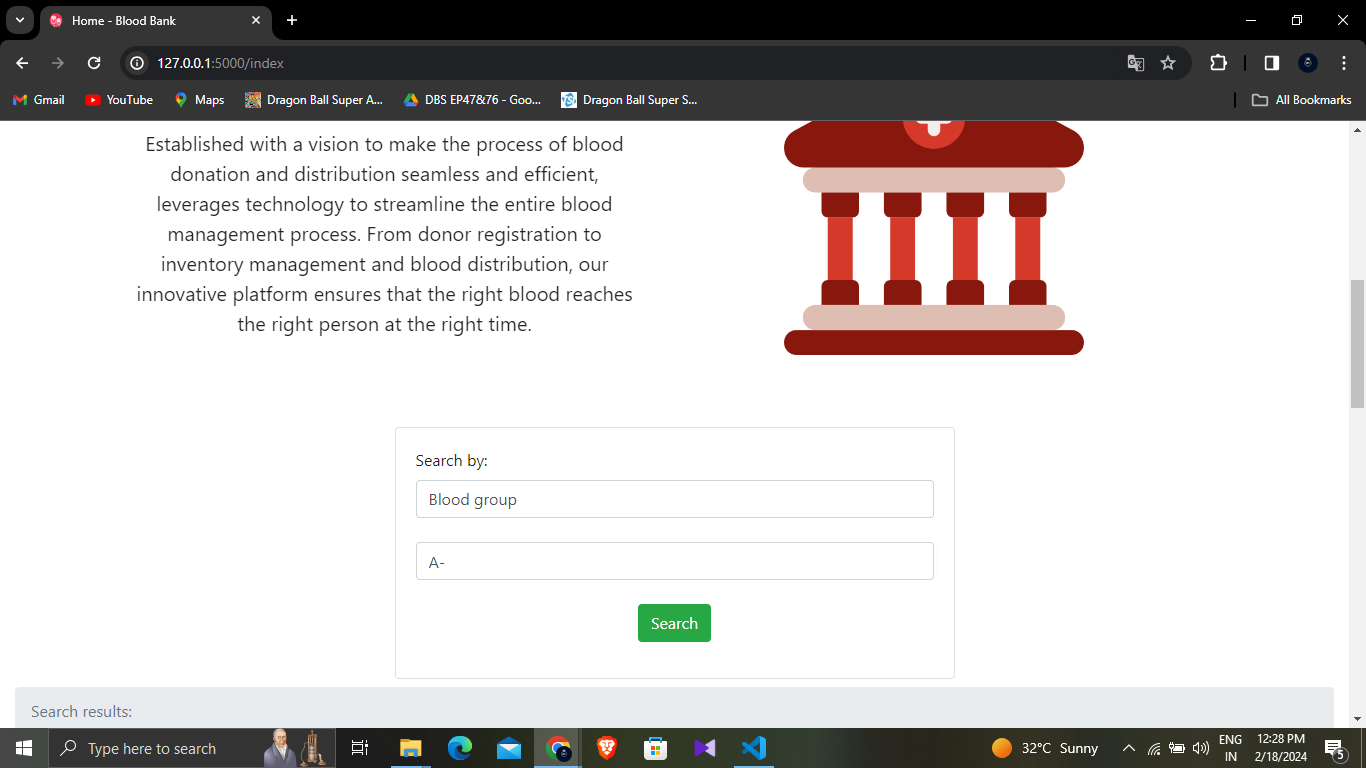 Home - Blood Bank
127.0.0.1:5000/index
Gmail
YouTube
Maps
Dragon Ball Super A...
DBS EP47&76 - Goo...
Dragon Ball Super S...
All Bookmarks
Established with a vision to make the process of blood
donation and distribution seamless and efficient,
leverages technology to streamline the entire blood
management process. From donor registration to
inventory management and blood distribution, our
innovative platform ensures that the right blood reaches
the right person at the right time.
Search by:
Blood group
A-
Search
Search results:
Type here to search
32°C Sunny
ENG
IN
12:28 PM
2/18/2024
5